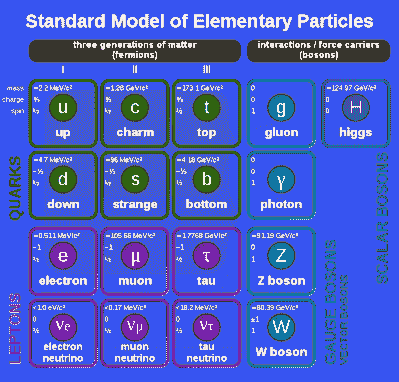 Standard Model of Elementary Particles
three generations of matter
(fermions)
interactions / force carriers
(bosons)
I II III
mass ≃2.2 MeV/c² ≃1.28 GeV/c² ≃173.1 GeV/c² 0 ≃124.97 GeV/c²
charge ⅔ ⅔ ⅔ 0 0
spin ½ ½ ½ 1 0
u c t g H
up charm top gluon higgs
QUARKS
≃4.7 MeV/c² ≃96 MeV/c² ≃4.18 GeV/c² 0
−⅓ −⅓ −⅓ 0
½ ½ ½ 1
d s b γ
down strange bottom photon
≃0.511 MeV/c² ≃105.66 MeV/c² ≃1.7768 GeV/c² ≃91.19 GeV/c²
−1 −1 −1 0
½ ½ ½ 1
e μ τ Z
electron muon tau Z boson
LEPTONS
<1.0 eV/c² <0.17 MeV/c² <18.2 MeV/c² ≃80.39 GeV/c²
0 0 0 ±1
½ ½ ½ 1
νe νμ ντ W
electron
neutrino
muon
neutrino
tau
neutrino
W boson
GAUGE BOSONS
VECTOR BOSONS
SCALAR BOSONS